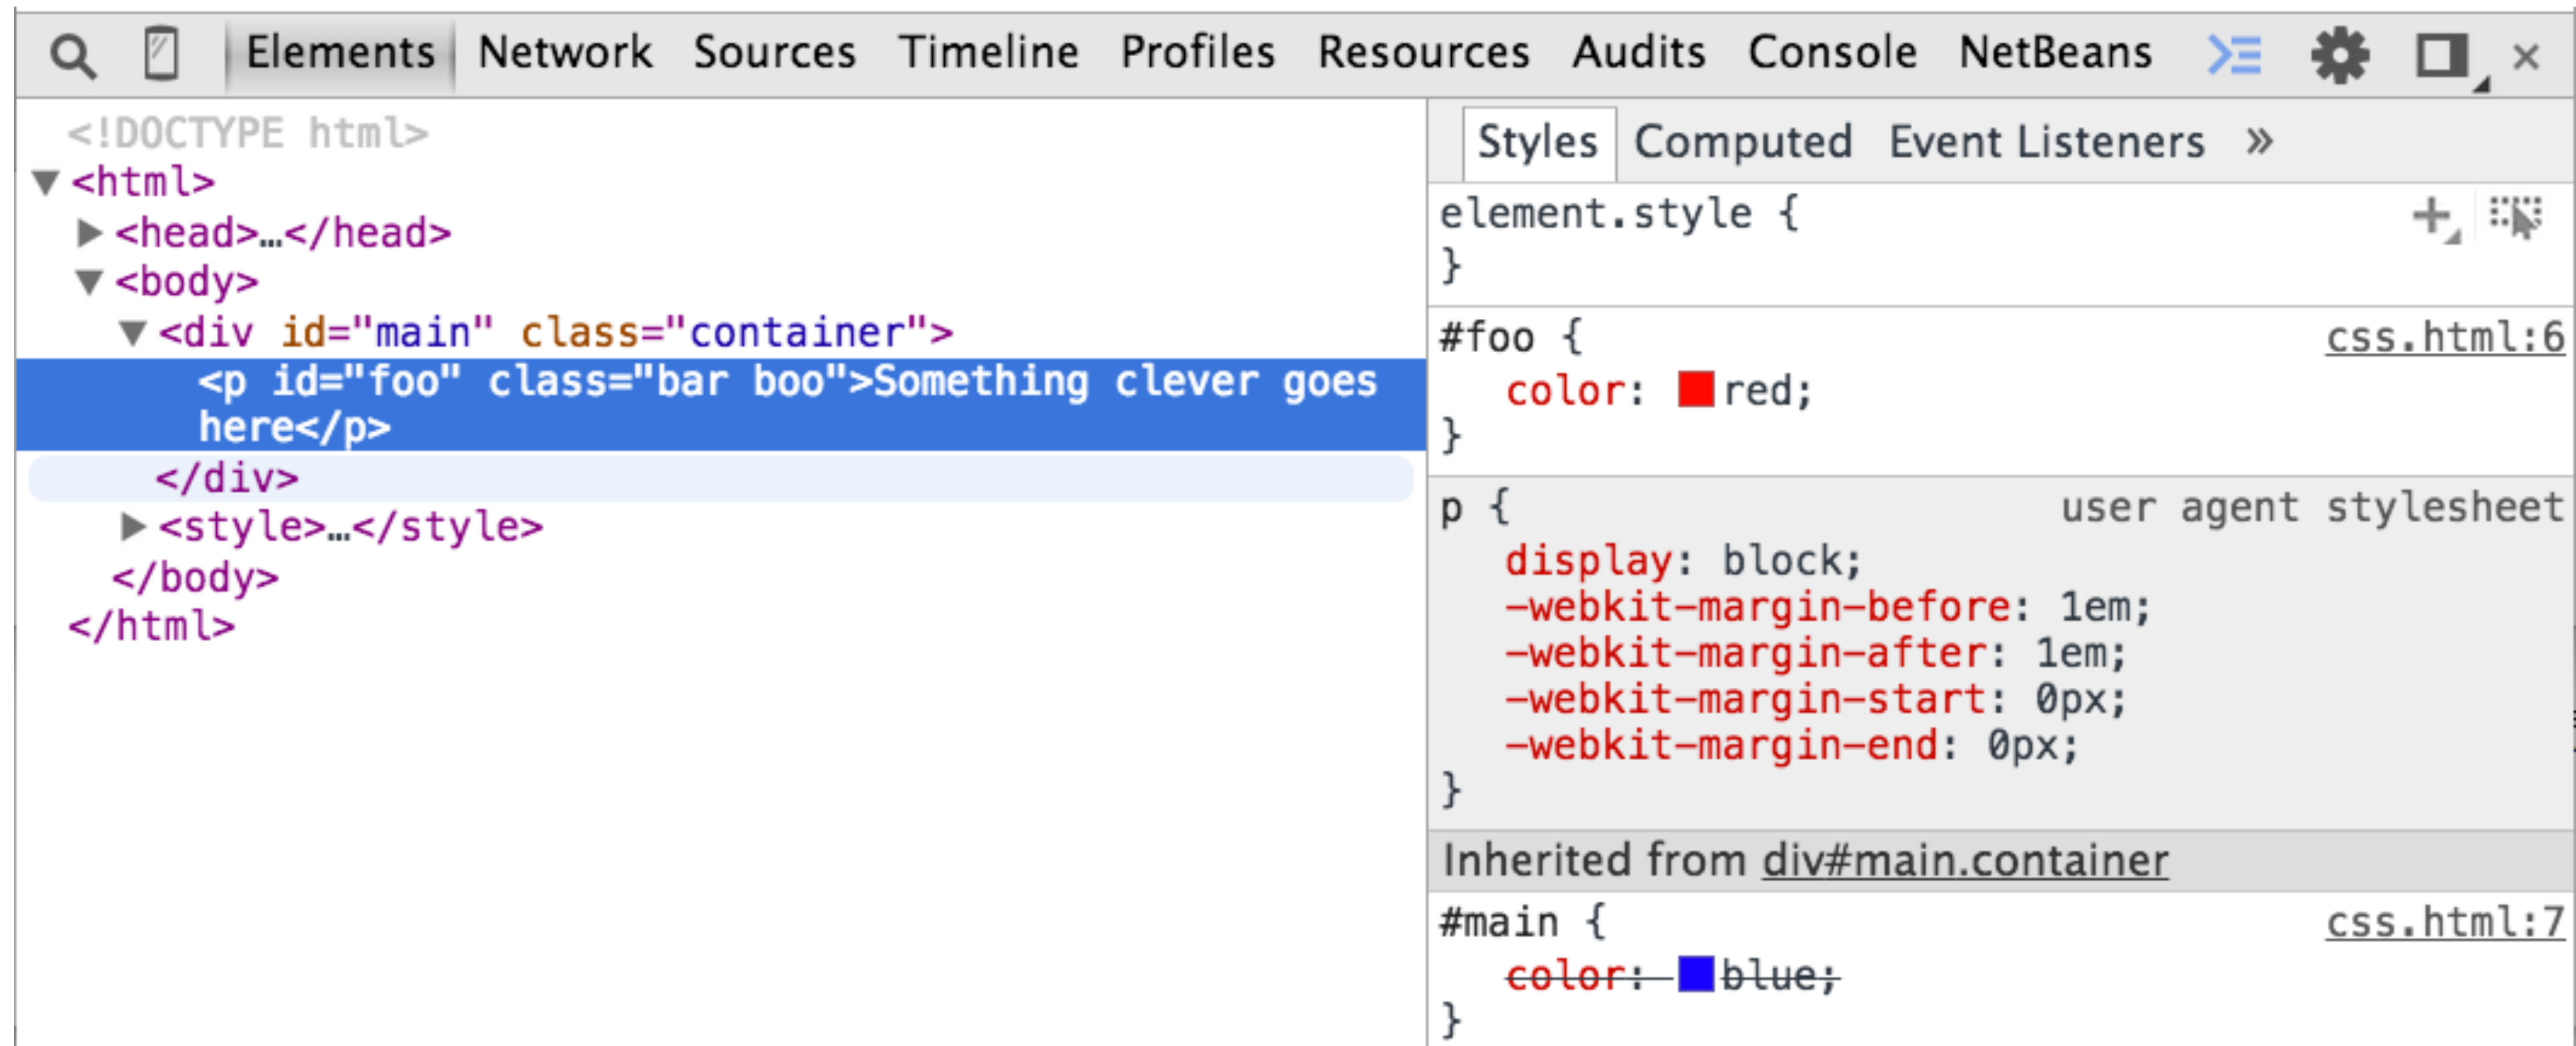 Elements Network Sources Timeline Profiles Resources Audits Console NetBeans
<!DOCTYPE html>
<html>
<head>…</head>
<body>
<div id="main" class="container">
<p id="foo" class="bar boo">Something clever goes
here</p>
</div>
<style>…</style>
</body>
</html>
Styles Computed Event Listeners »
element.style {
}
#foo { css.html:6
color: red;
}
p { user agent stylesheet
display: block;
-webkit-margin-before: 1em;
-webkit-margin-after: 1em;
-webkit-margin-start: 0px;
-webkit-margin-end: 0px;
}
Inherited from div#main.container
#main { css.html:7
color: blue;
}